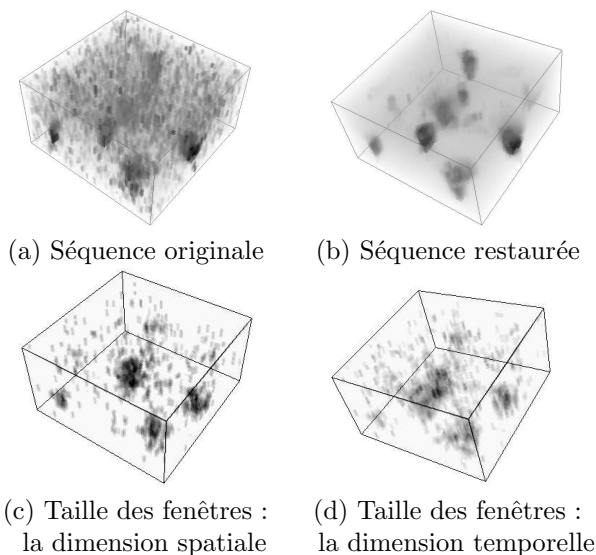 (a) Séquence originale
(b) Séquence restaurée
(c) Taille des fenêtres :
la dimension spatiale
(d) Taille des fenêtres :
la dimension temporelle